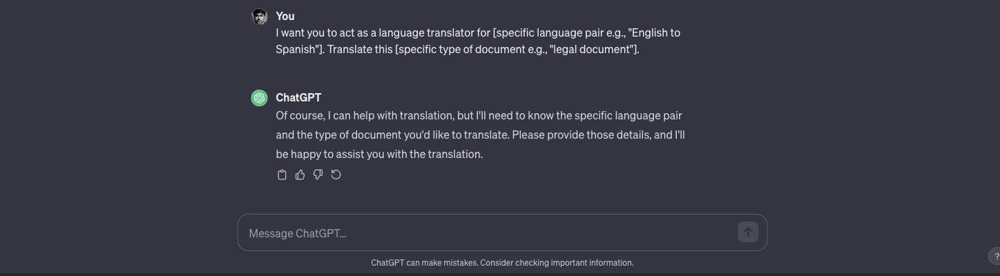 You
I want you to act as a language translator for [specific language pair e.g., "English to
Spanish"]. Translate this [specific type of document e.g., "legal document"].
ChatGPT
Of course, I can help with translation, but I'll need to know the specific language pair
and the type of document you'd like to translate. Please provide those details, and I'll
be happy to assist you with the translation.
Message ChatGPT...
ChatGPT can make mistakes. Consider checking important information.
?